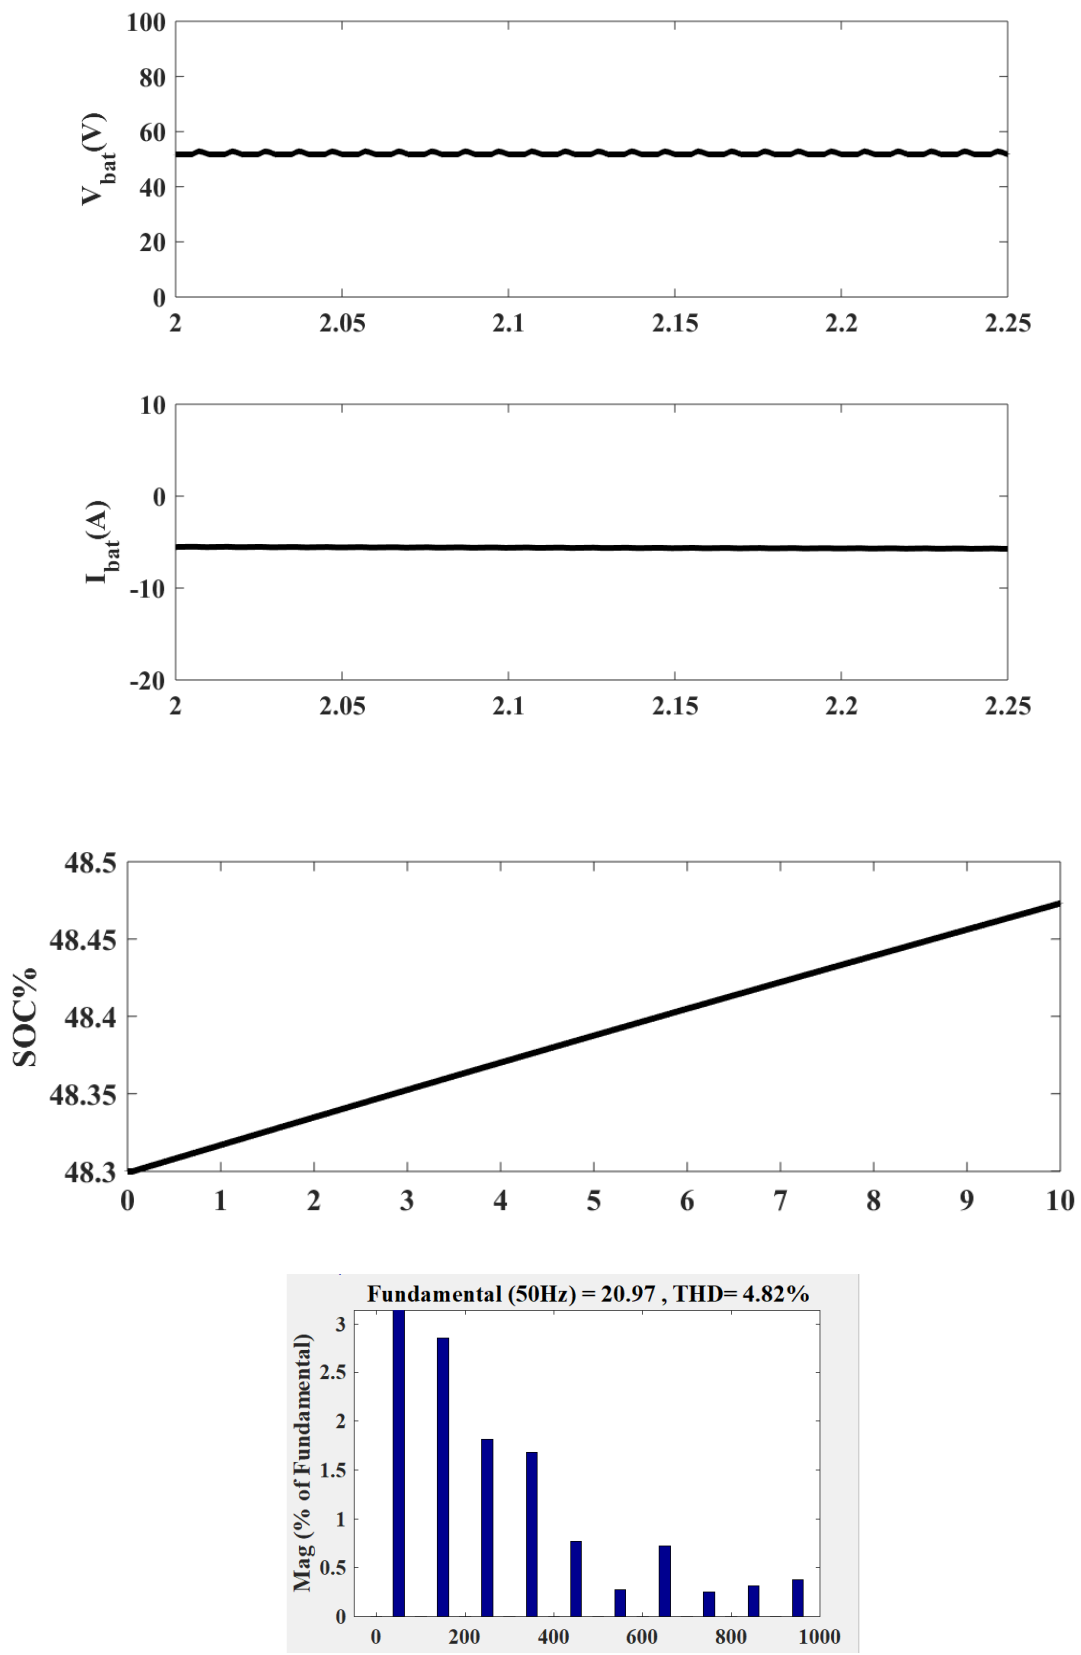 100
80
60
40
20
0
V_bat(V)
2 2.05 2.1 2.15 2.2 2.25
10
0
-10
-20
I_bat(A)
2 2.05 2.1 2.15 2.2 2.25
48.5
48.45
48.4
48.35
48.3
SOC%
0 1 2 3 4 5 6 7 8 9 10
Fundamental (50Hz) = 20.97 , THD= 4.82%
3
2.5
2
1.5
1
0.5
0
Mag (% of Fundamental)
0 200 400 600 800 1000